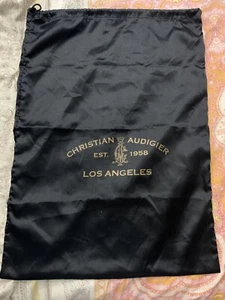 CHRISTIAN AUDIGIER
EST. 1958
LOS ANGELES